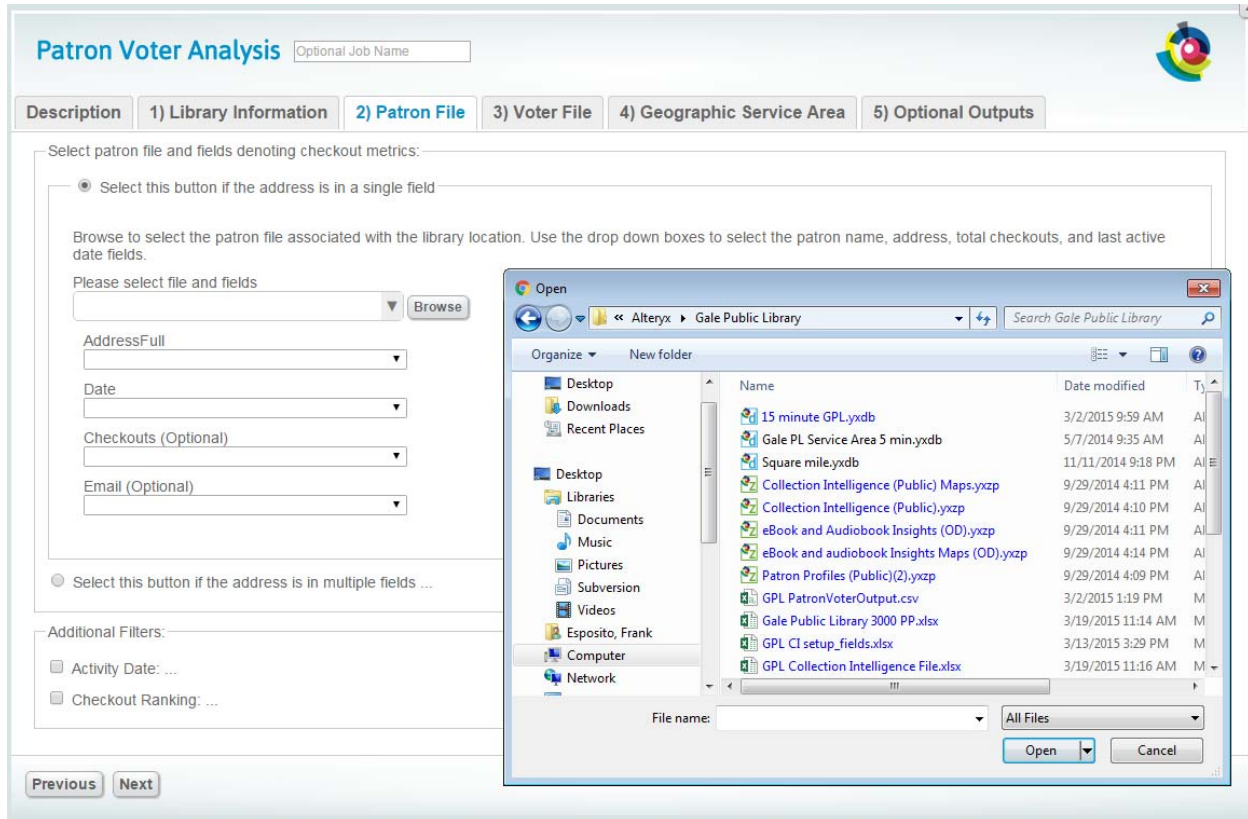 Patron Voter Analysis Optional Job Name
Description 1) Library Information 2) Patron File 3) Voter File 4) Geographic Service Area 5) Optional Outputs
Select patron file and fields denoting checkout metrics:
Select this button if the address is in a single field
Browse to select the patron file associated with the library location. Use the drop down boxes to select the patron name, address, total checkouts, and last active
date fields.
Please select file and fields
Browse
AddressFull
Date
Checkouts (Optional)
Email (Optional)
Select this button if the address is in multiple fields ...
Additional Filters:
Activity Date: ...
Checkout Ranking: ...
Previous Next
Open
« Alteryx Gale Public Library Search Gale Public Library
Organize New folder
Desktop
Downloads
Recent Places
Desktop
Libraries
Documents
Music
Pictures
Subversion
Videos
Esposito, Frank
Computer
Network
Name Date modified Ty
15 minute GPL.yxdb 3/2/2015 9:59 AM Al
Gale PL Service Area 5 min.yxdb 5/7/2014 9:35 AM Al
Square mile.yxdb 11/11/2014 9:18 PM Al
Collection Intelligence (Public) Maps.yxzp 9/29/2014 4:11 PM Al
Collection Intelligence (Public).yxzp 9/29/2014 4:10 PM Al
eBook and Audiobook Insights (OD).yxzp 9/29/2014 4:11 PM Al
eBook and audiobook Insights Maps (OD).yxzp 9/29/2014 4:14 PM Al
Patron Profiles (Public)(2).yxzp 9/29/2014 4:09 PM Al
GPL PatronVoterOutput.csv 3/2/2015 1:19 PM M
Gale Public Library 3000 PP.xlsx 3/19/2015 11:14 AM M
GPL CI setup_fields.xlsx 3/13/2015 3:29 PM M
GPL Collection Intelligence File.xlsx 3/19/2015 11:16 AM M
File name: All Files
Open Cancel